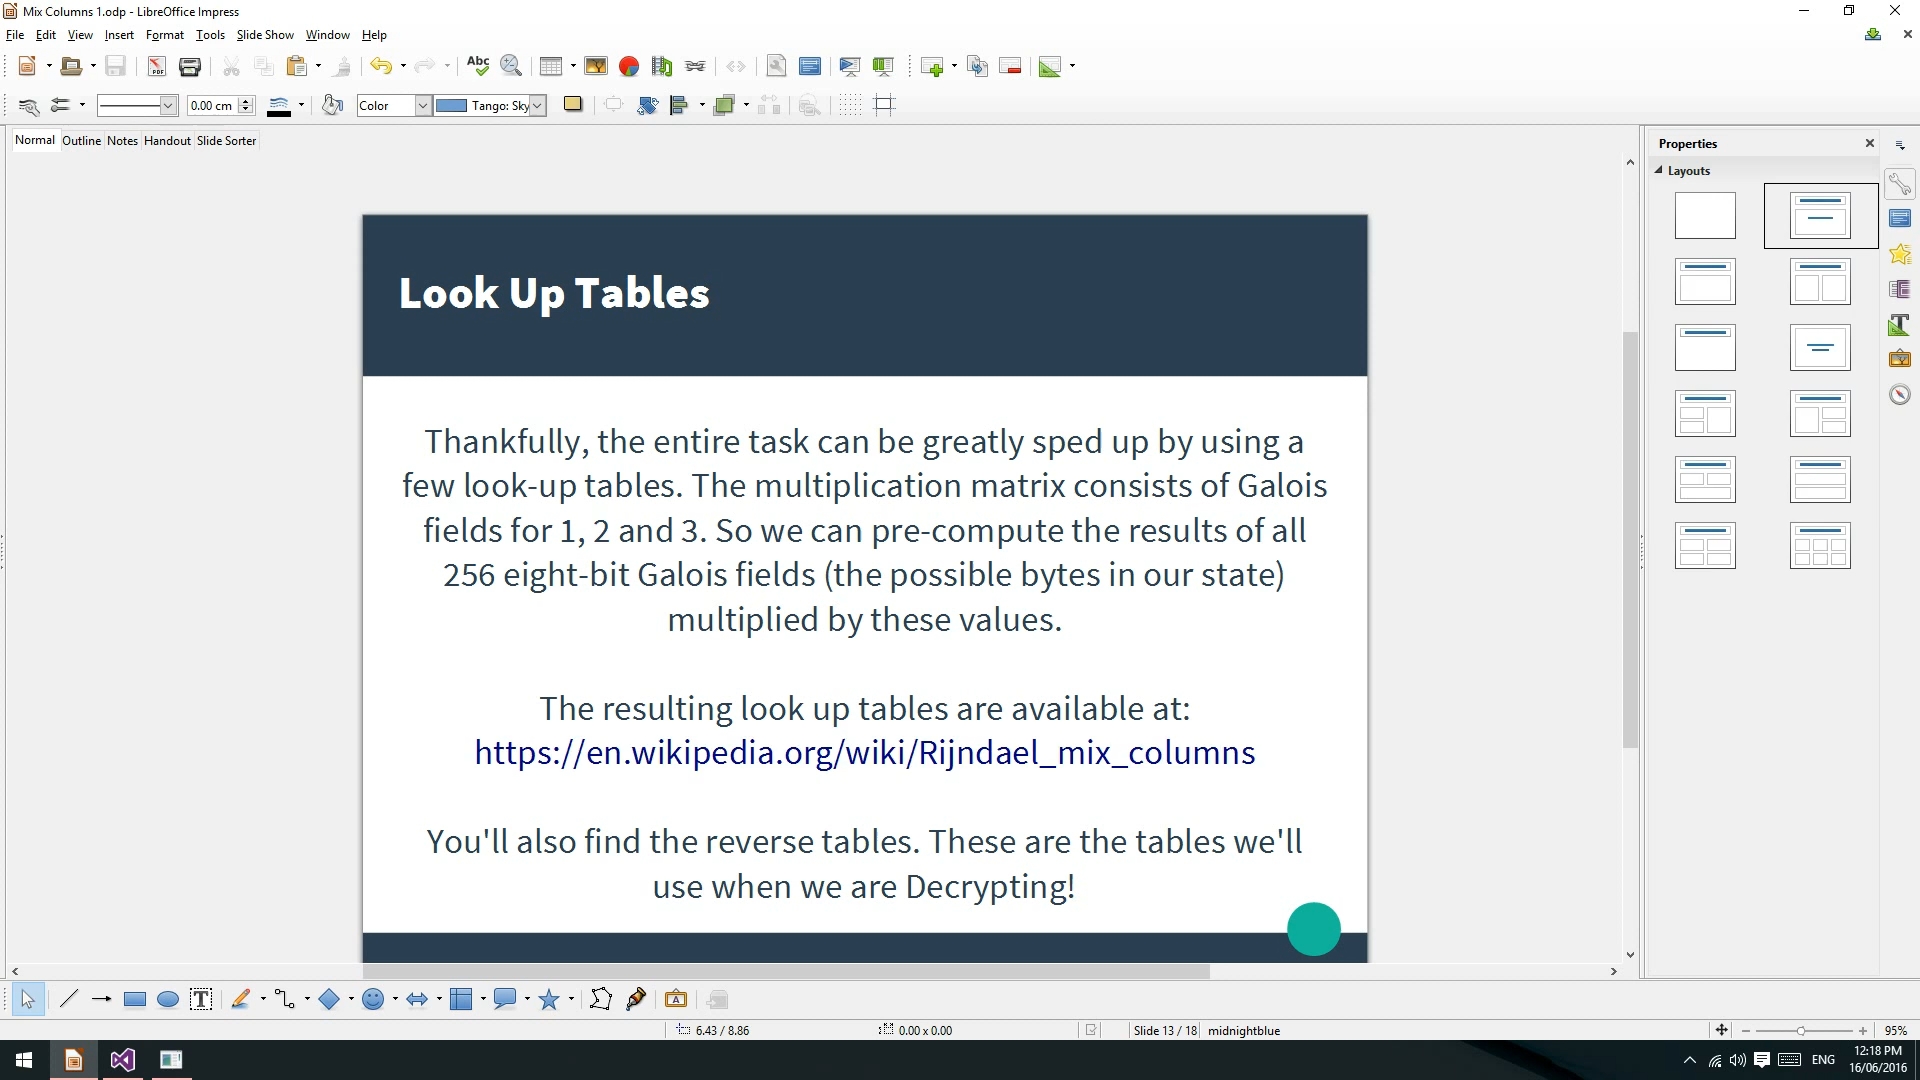 Mix Columns 1.odp - LibreOffice Impress
File Edit View Insert Format Tools Slide Show Window Help
PDF Abc
0.00 cm Color Tango: Sky
Normal Outline Notes Handout Slide Sorter
Properties
Layouts
Look Up Tables
Thankfully, the entire task can be greatly sped up by using a
few look-up tables. The multiplication matrix consists of Galois
fields for 1, 2 and 3. So we can pre-compute the results of all
256 eight-bit Galois fields (the possible bytes in our state)
multiplied by these values.
The resulting look up tables are available at:
https://en.wikipedia.org/wiki/Rijndael_mix_columns
You'll also find the reverse tables. These are the tables we'll
use when we are Decrypting!
6.43 / 8.86 0.00 x 0.00 Slide 13 / 18 midnightblue 95%
ENG 12:18 PM
16/06/2016